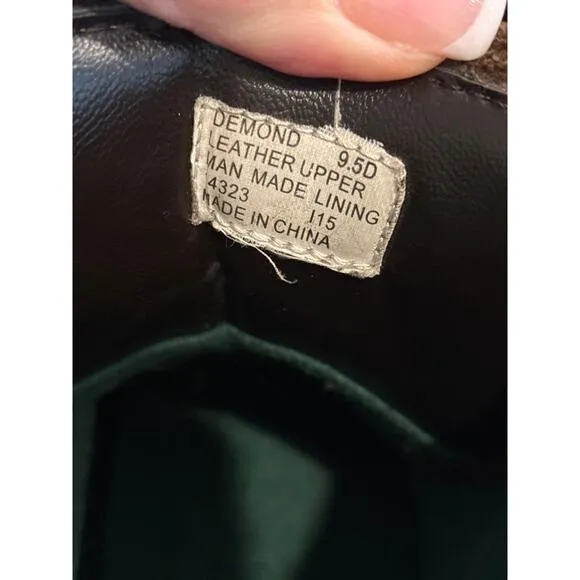 DEMOND 9.5D
LEATHER UPPER
MAN MADE LINING
4323 I15
MADE IN CHINA